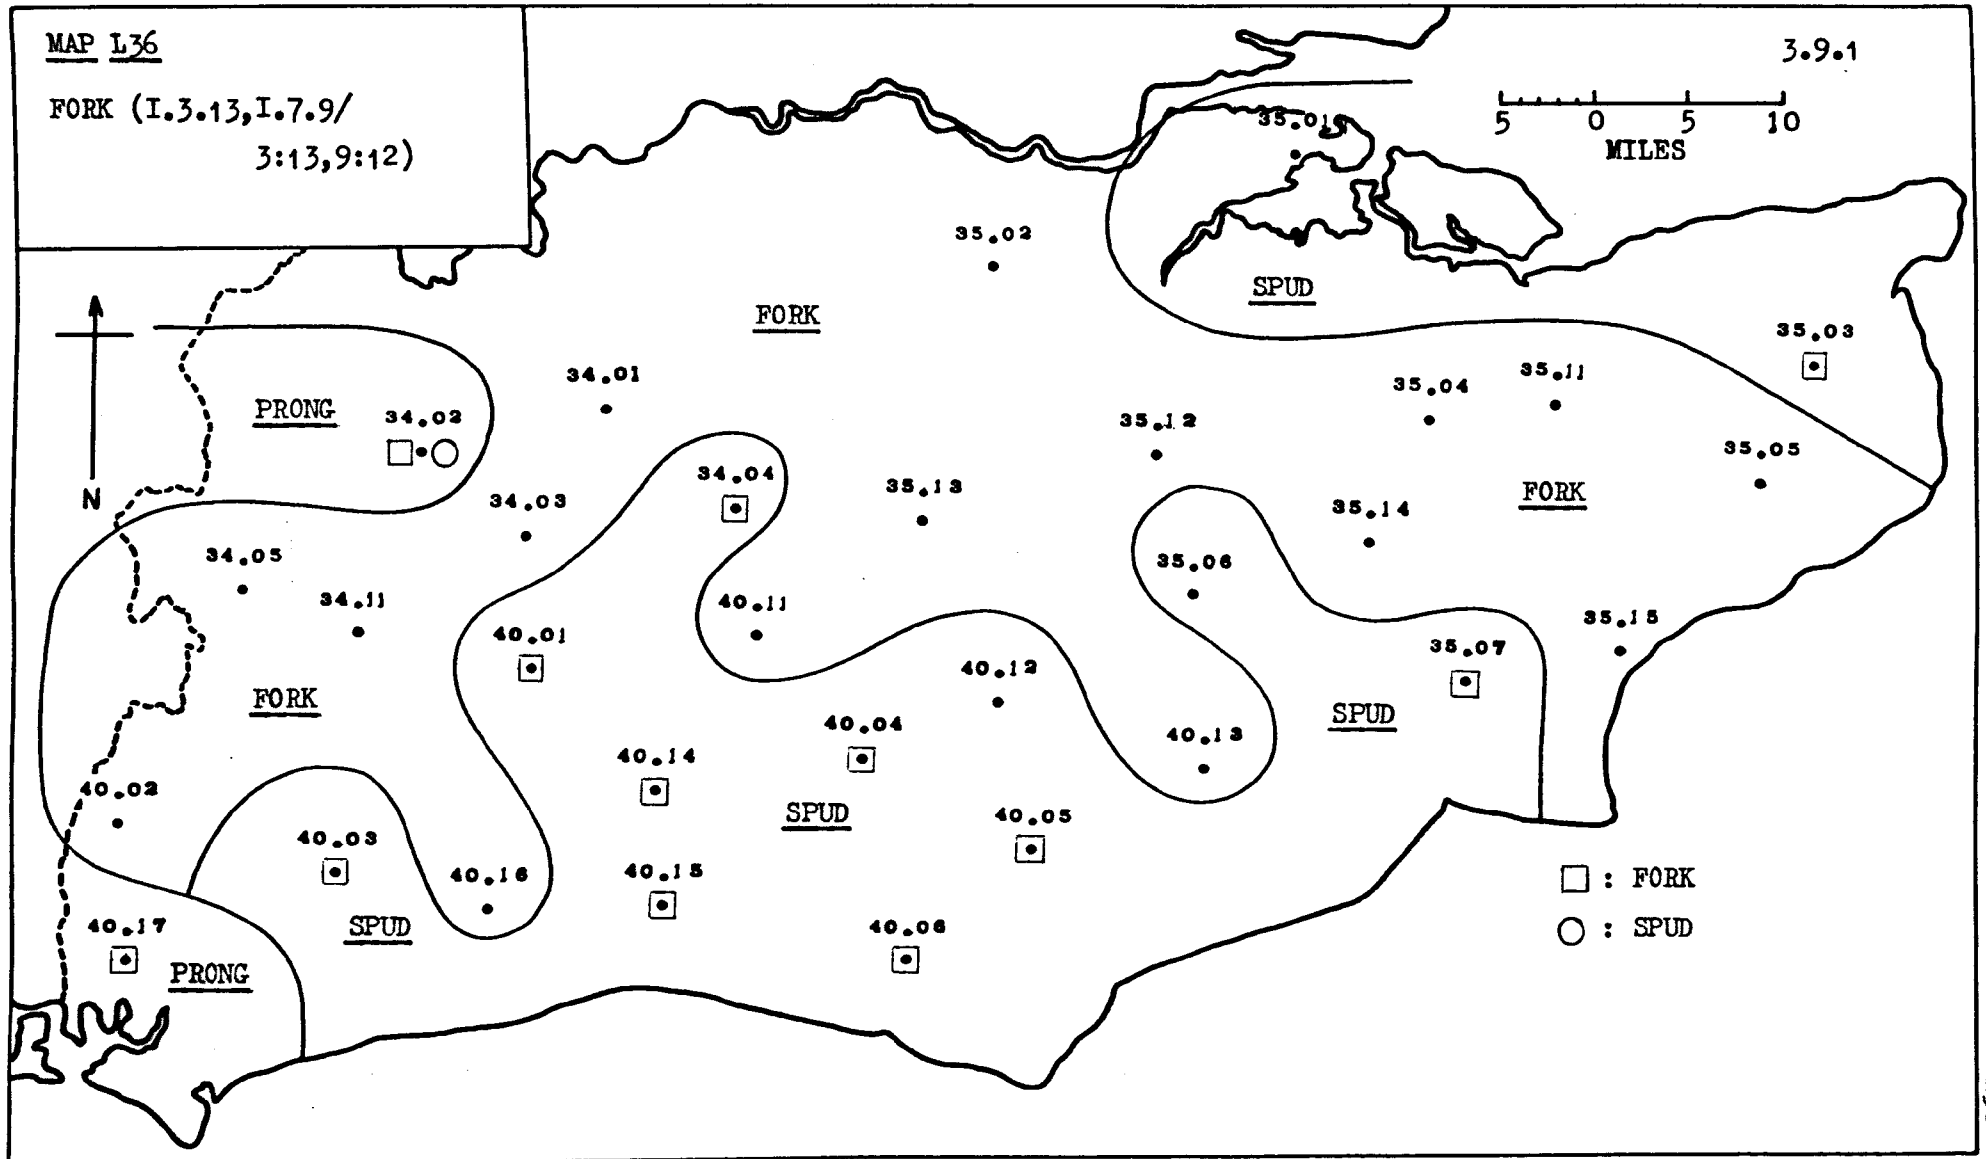 MAP L36
3.9.1
FORK (I.3.13,I.7.9/
3:13,9:12)
5 0 5 10
MILES
35.01
35.02
SPUD
FORK
35.03
34.01
35.11
35.04
PRONG
34.02
35.12
35.05
34.04
35.13
FORK
N
34.03
35.14
34.05
35.06
34.11
40.11
35.15
40.01
35.07
40.12
FORK
SPUD
40.04
40.13
40.14
40.02
SPUD
40.05
40.03
40.16
40.15
□ : FORK
40.17
SPUD
40.06
○ : SPUD
PRONG